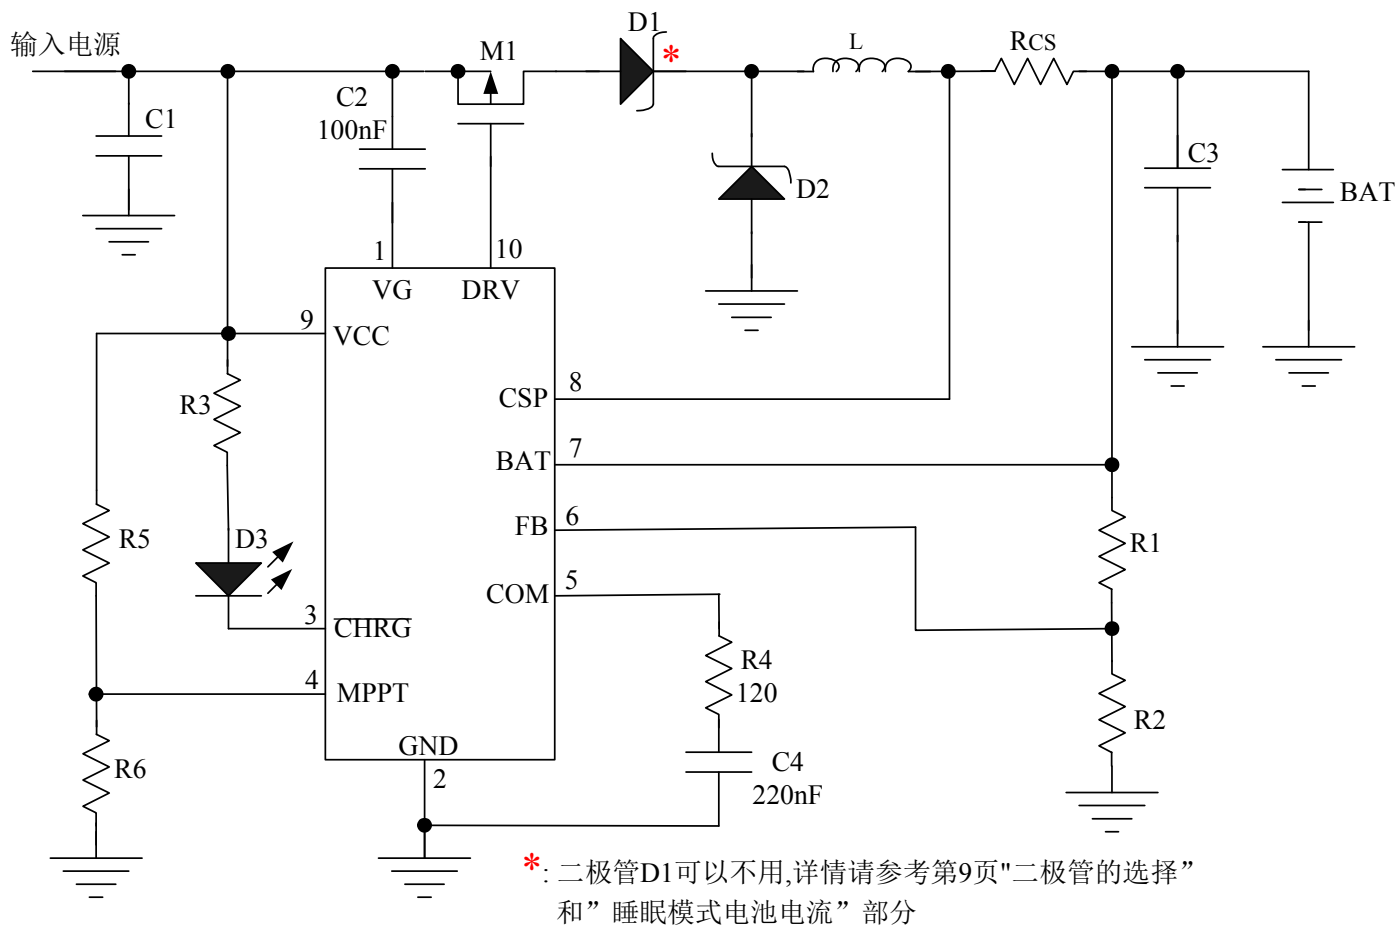 输入电源
D1
*
M1
L
RCS
C1
C2
100nF
C3
D2
BAT
1
10
VG
DRV
9
VCC
R3
CSP
8
BAT
7
FB
6
R5
D3
R1
COM
5
3
CHRG
R4
120
4
MPPT
R2
R6
GND
2
C4
220nF
*: 二极管D1可以不用,详情请参考第9页"二极管的选择”
和”睡眠模式电池电流”部分